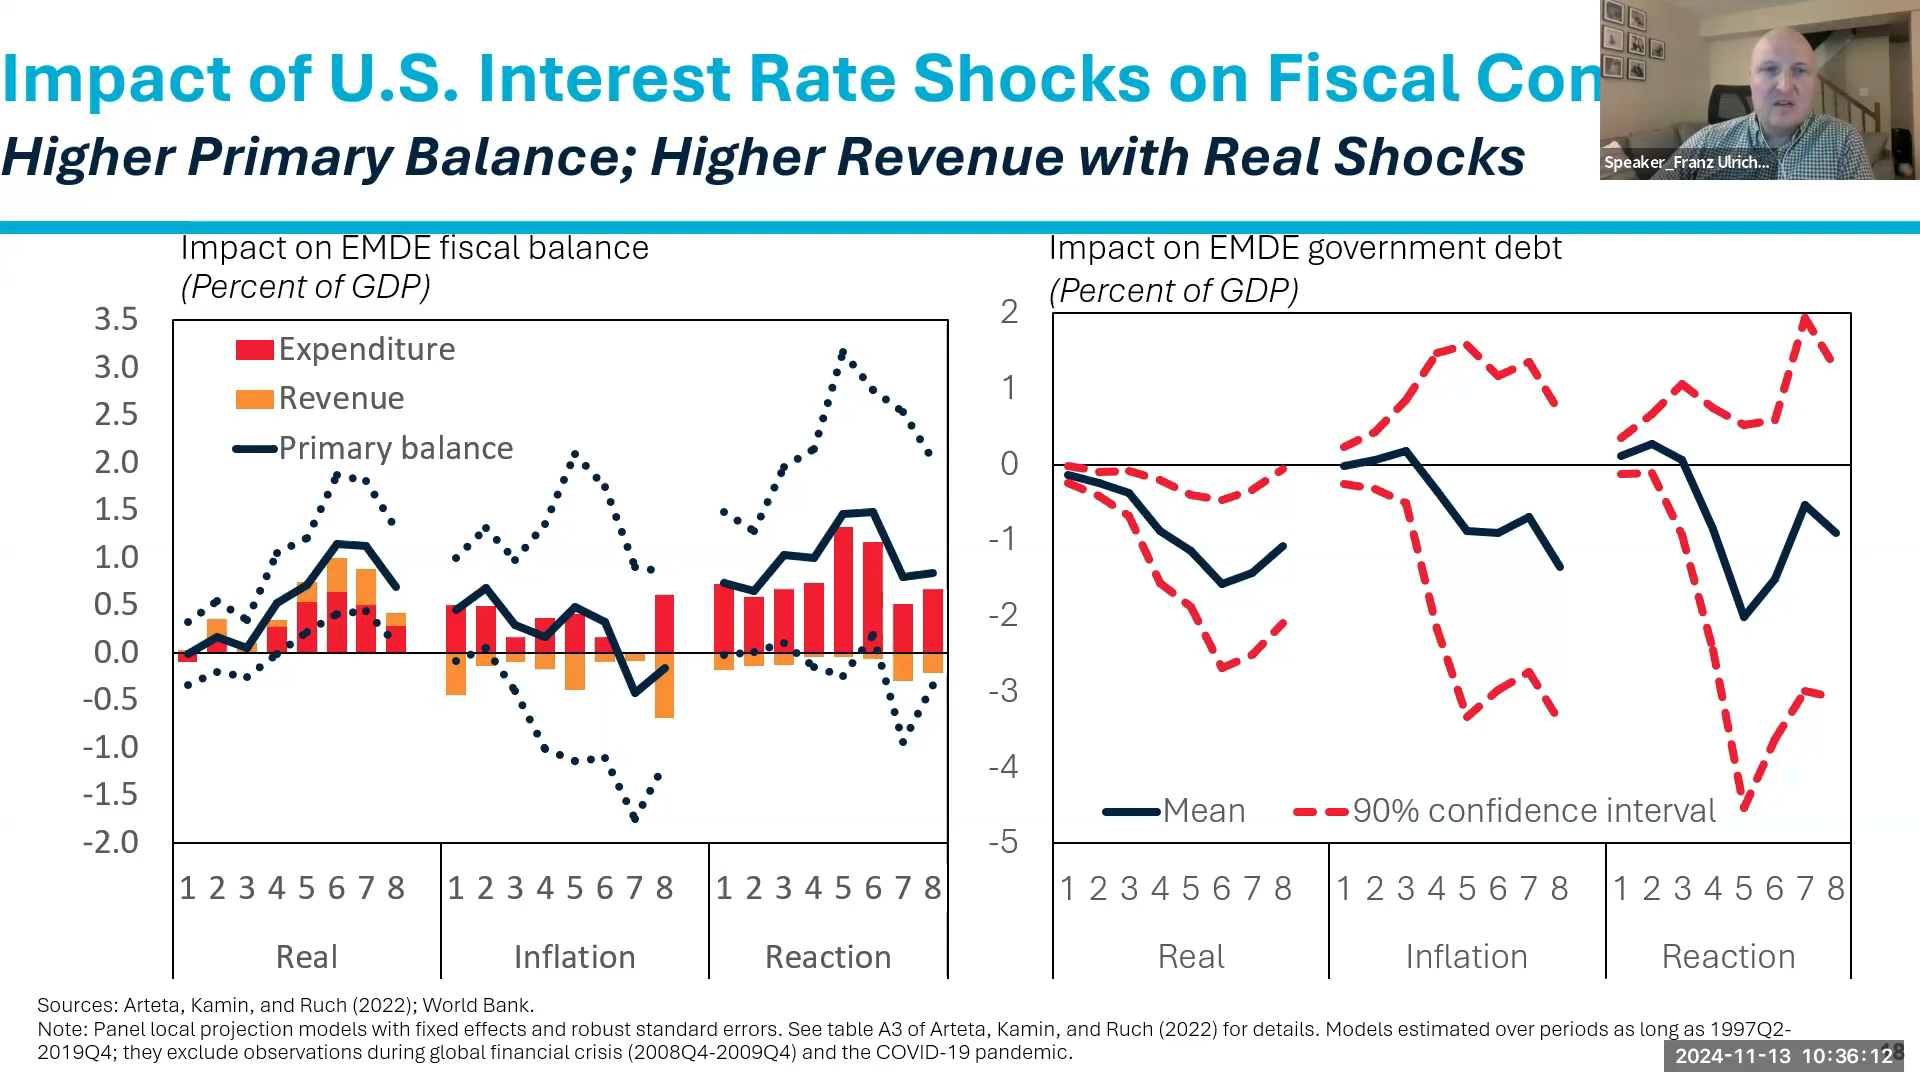 Impact of U.S. Interest Rate Shocks on Fiscal Con
Higher Primary Balance; Higher Revenue with Real Shocks
Speaker_Franz Ulrich...
Impact on EMDE fiscal balance
(Percent of GDP)
3.5
3.0
2.5
2.0
1.5
1.0
0.5
0.0
-0.5
-1.0
-1.5
-2.0
Expenditure
Revenue
Primary balance
1 2 3 4 5 6 7 8 1 2 3 4 5 6 7 8 1 2 3 4 5 6 7 8
Real Inflation Reaction
Impact on EMDE government debt
(Percent of GDP)
2
1
0
-1
-2
-3
-4
-5
Mean 90% confidence interval
1 2 3 4 5 6 7 8 1 2 3 4 5 6 7 8 1 2 3 4 5 6 7 8
Real Inflation Reaction
Sources: Arteta, Kamin, and Ruch (2022); World Bank.
Note: Panel local projection models with fixed effects and robust standard errors. See table A3 of Arteta, Kamin, and Ruch (2022) for details. Models estimated over periods as long as 1997Q2-
2019Q4; they exclude observations during global financial crisis (2008Q4-2009Q4) and the COVID-19 pandemic.
2024-11-13 10:36:12